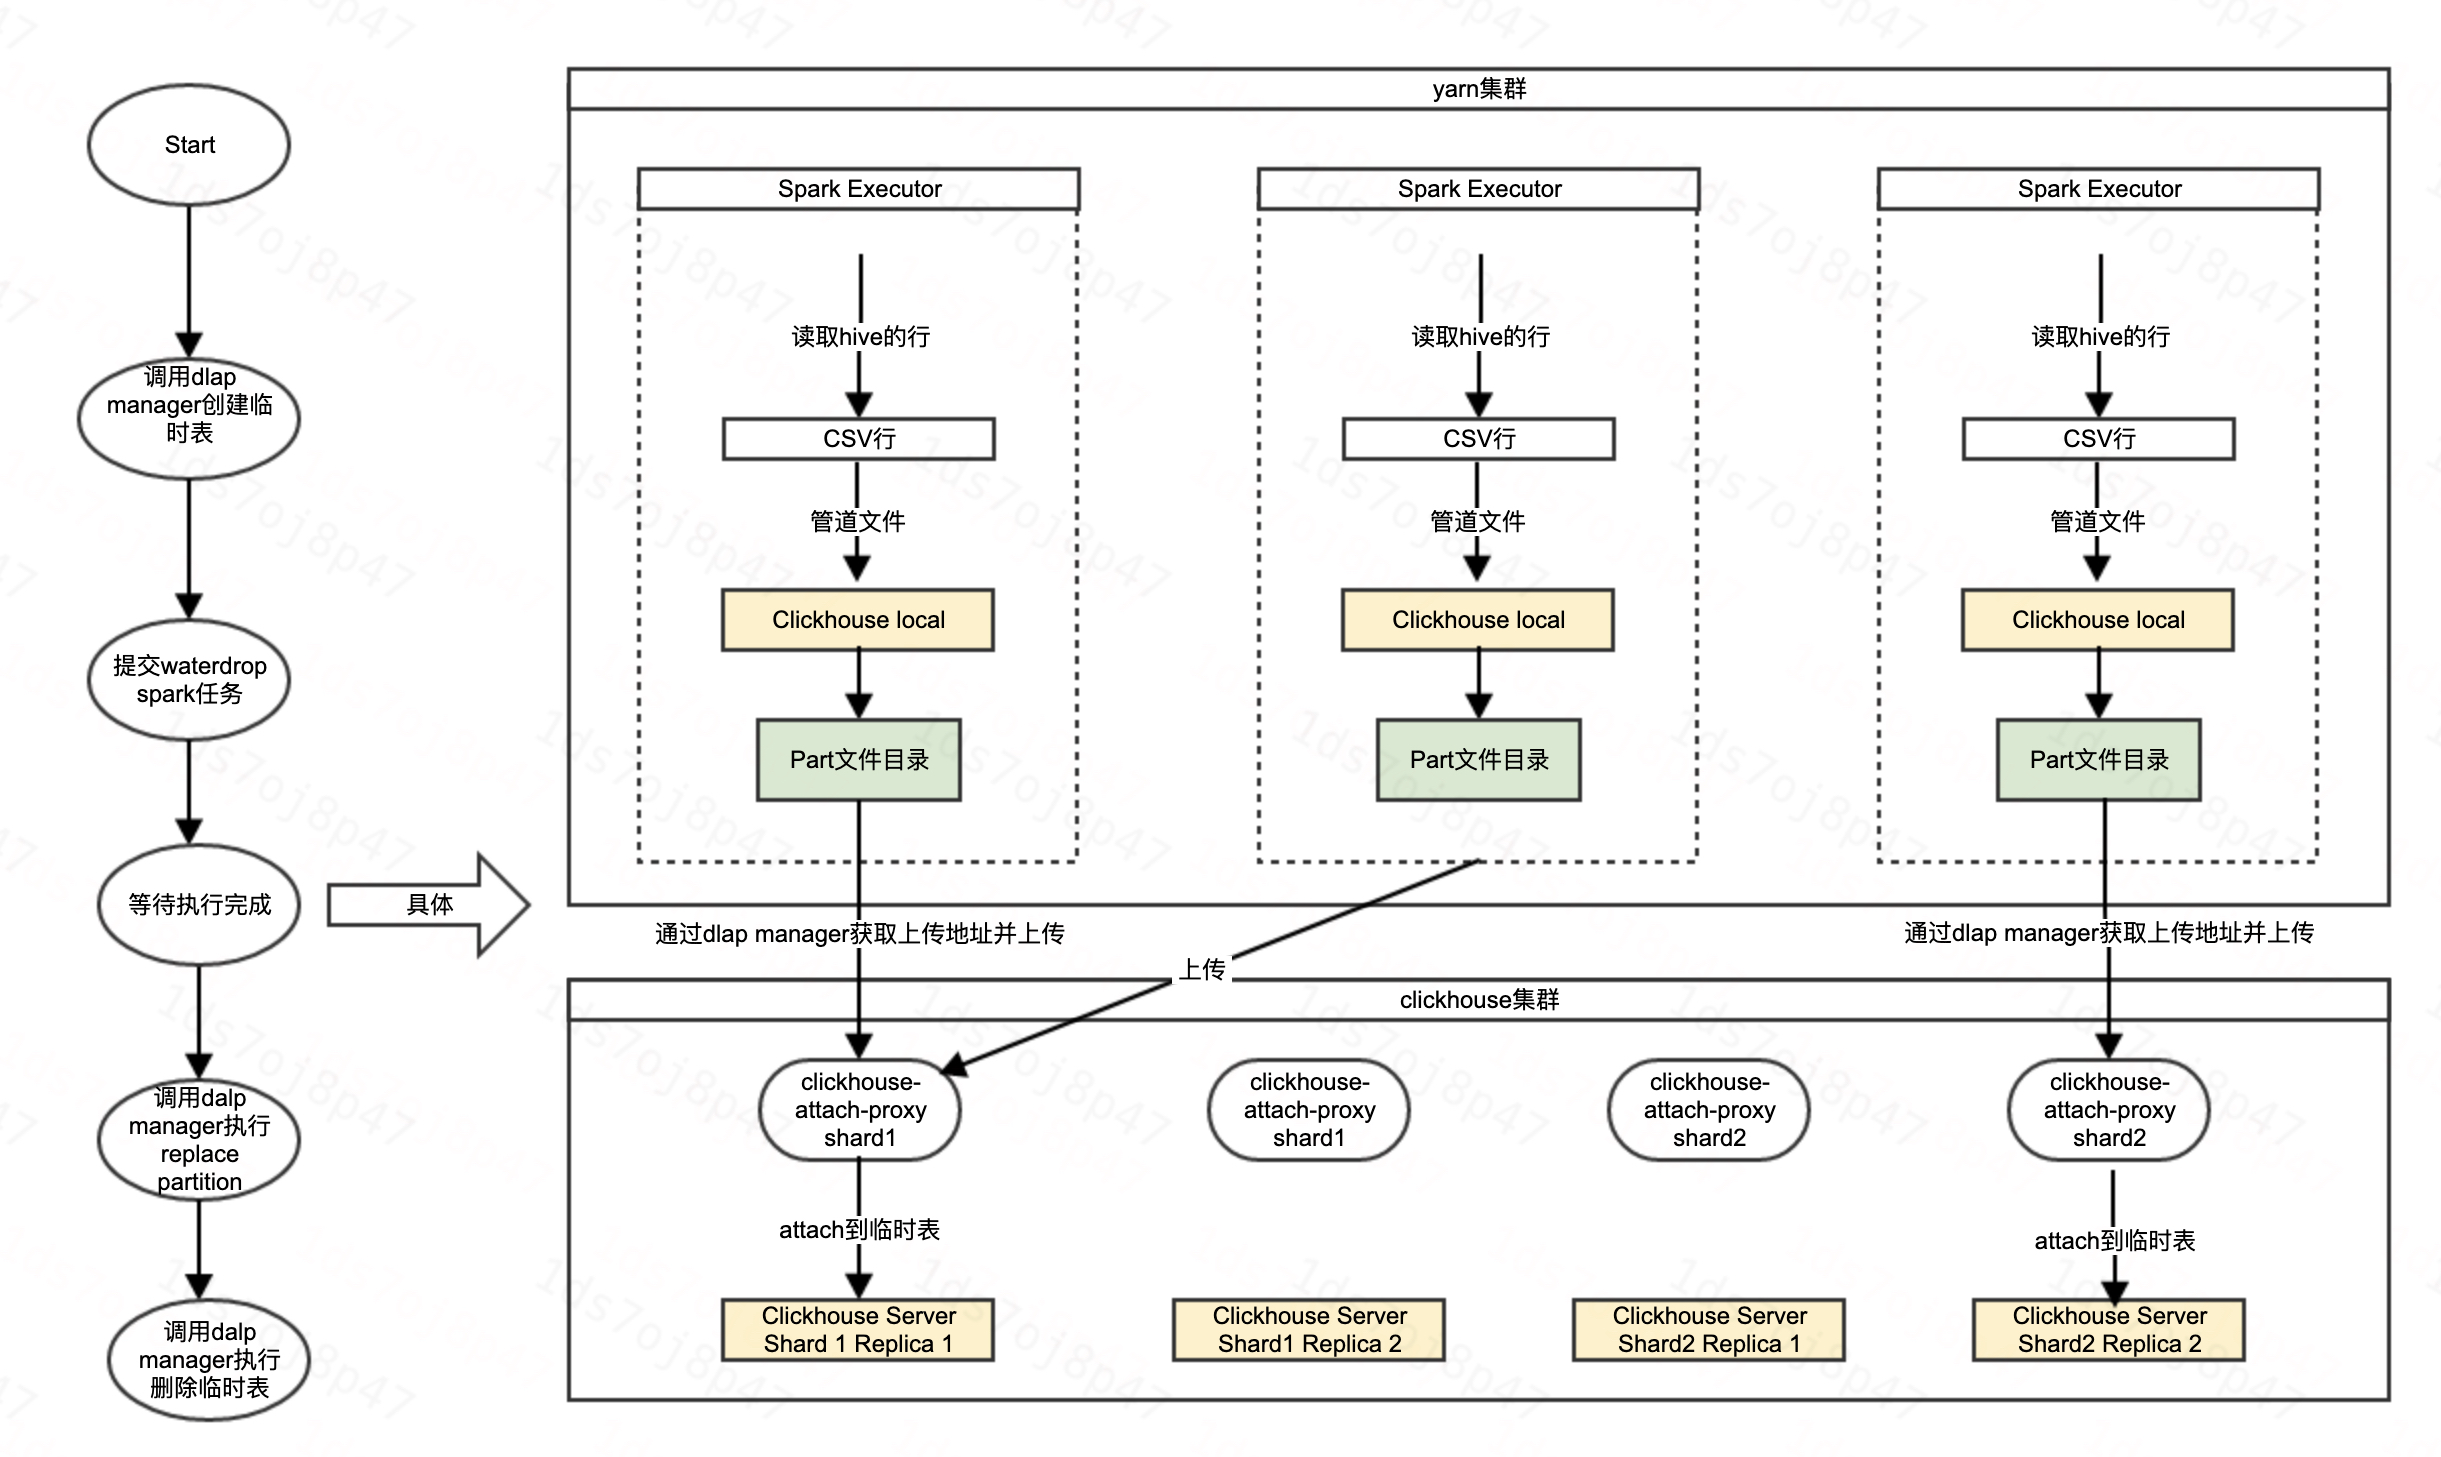 Start
调用dlap
manager创建临
时表
提交waterdrop
spark任务
等待执行完成
调用dalp
manager执行
replace
partition
调用dalp
manager执行
删除临时表
具体
yarn集群
Spark Executor
读取hive的行
CSV行
管道文件
Clickhouse local
Part文件目录
Spark Executor
读取hive的行
CSV行
管道文件
Clickhouse local
Part文件目录
Spark Executor
读取hive的行
CSV行
管道文件
Clickhouse local
Part文件目录
通过dlap manager获取上传地址并上传
上传
通过dlap manager获取上传地址并上传
clickhouse集群
clickhouse-
attach-proxy
shard1
clickhouse-
attach-proxy
shard1
clickhouse-
attach-proxy
shard2
clickhouse-
attach-proxy
shard2
attach到临时表
attach到临时表
Clickhouse Server
Shard 1 Replica 1
Clickhouse Server
Shard1 Replica 2
Clickhouse Server
Shard2 Replica 1
Clickhouse Server
Shard2 Replica 2
1ds7oj8p47